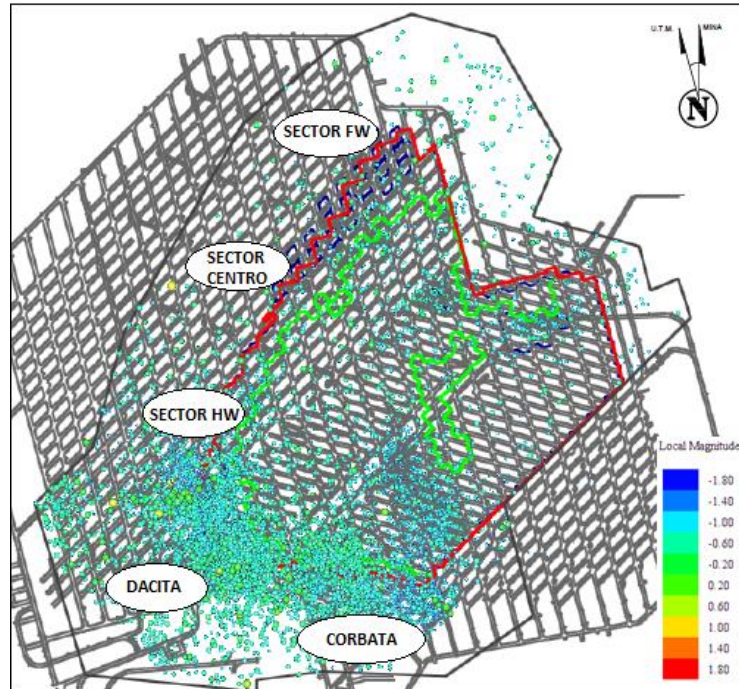 U.T.M.
MINA
N
SECTOR FW
SECTOR
CENTRO
SECTOR HW
DACITA
CORBATA
Local Magnitude
-1.80
-1.40
-1.00
-0.60
-0.20
0.20
0.60
1.00
1.40
1.80